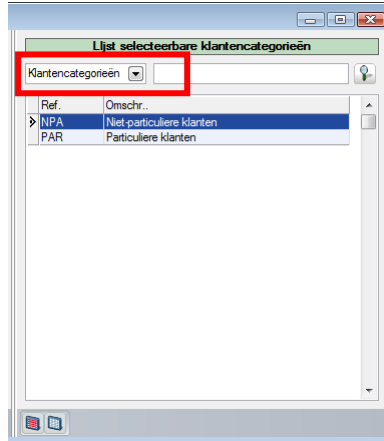 LIjst selecteerbare klantencategorieën
Klantencategorieën
Ref. Omschr..
NPA Niet-particuliere klanten
PAR Particuliere klanten